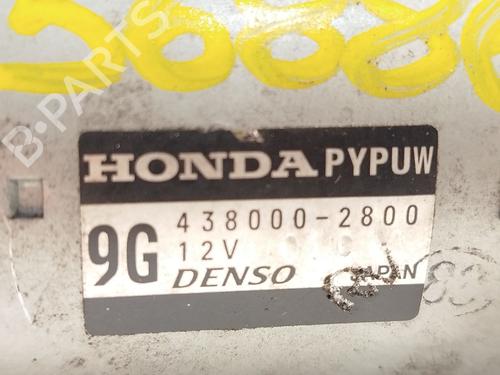 B-PARTS
HONDA PYPUW
9G 438000-2800
12V
DENSO JAPAN